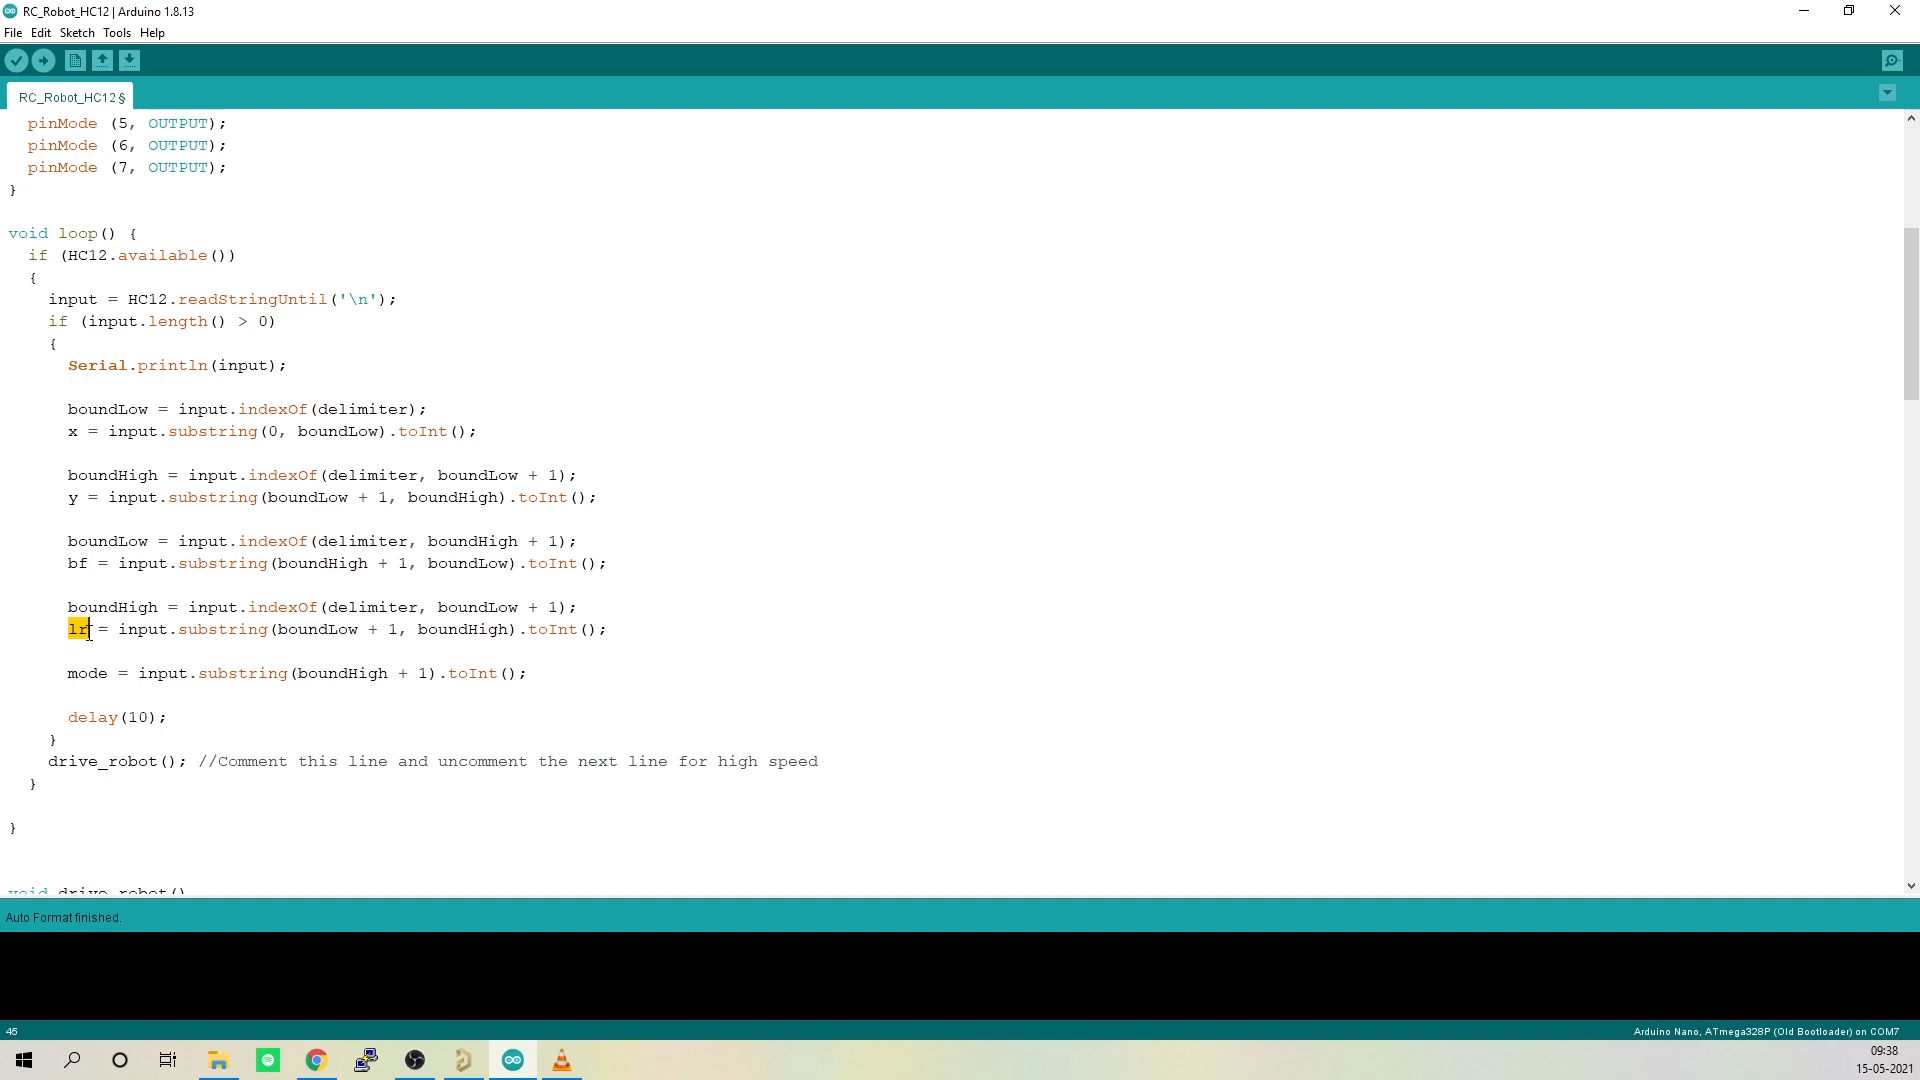 RC_Robot_HC12 | Arduino 1.8.13
File Edit Sketch Tools Help
RC_Robot_HC12 §
pinMode (5, OUTPUT);
pinMode (6, OUTPUT);
pinMode (7, OUTPUT);
}
void loop() {
if (HC12.available())
{
input = HC12.readStringUntil('\n');
if (input.length() > 0)
{
Serial.println(input);
boundLow = input.indexOf(delimiter);
x = input.substring(0, boundLow).toInt();
boundHigh = input.indexOf(delimiter, boundLow + 1);
y = input.substring(boundLow + 1, boundHigh).toInt();
boundLow = input.indexOf(delimiter, boundHigh + 1);
bf = input.substring(boundHigh + 1, boundLow).toInt();
boundHigh = input.indexOf(delimiter, boundLow + 1);
lr = input.substring(boundLow + 1, boundHigh).toInt();
mode = input.substring(boundHigh + 1).toInt();
delay(10);
}
drive_robot(); //Comment this line and uncomment the next line for high speed
}
}
void drive_robot()
Auto Format finished.
45
Arduino Nano, ATmega328P (Old Bootloader) on COM7
09:38
15-05-2021